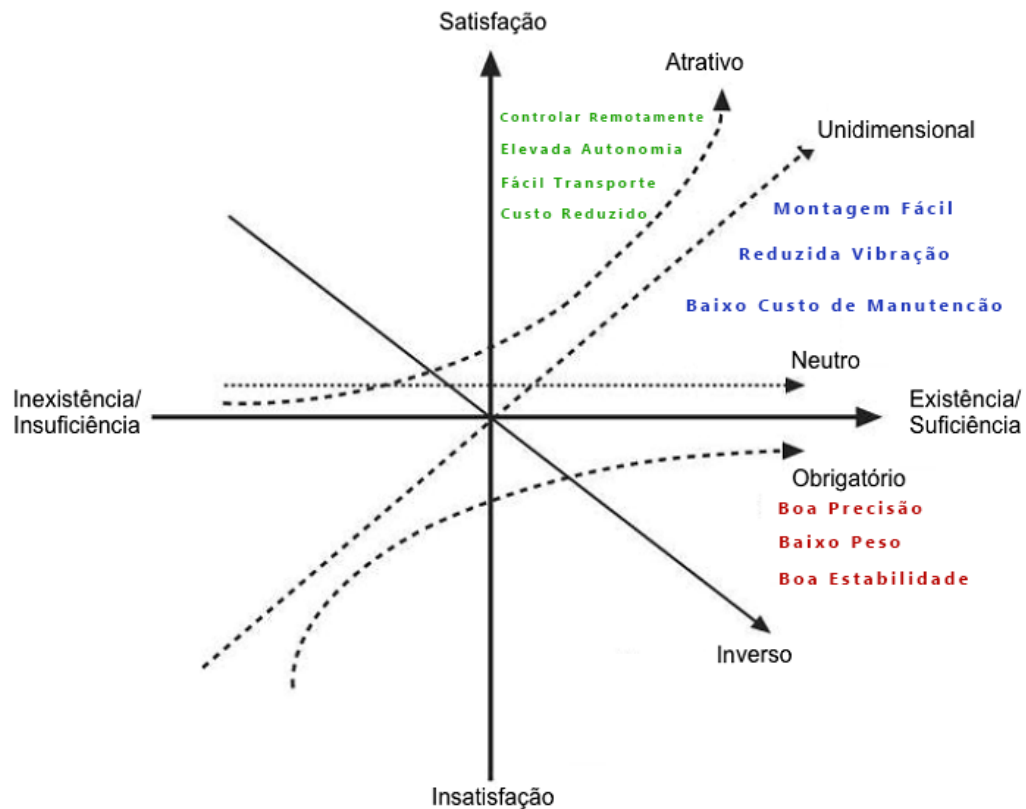 Satisfação
Atrativo
Controlar Remotamente
Unidimensional
Elevada Autonomia
Fácil Transporte
Custo Reduzido
Montagem Fácil
Reduzida Vibração
Baixo Custo de Manutencão
Neutro
Inexistência/
Insuficiência
Existência/
Suficiência
Obrigatório
Boa Precisão
Baixo Peso
Boa Estabilidade
Inverso
Insatisfação